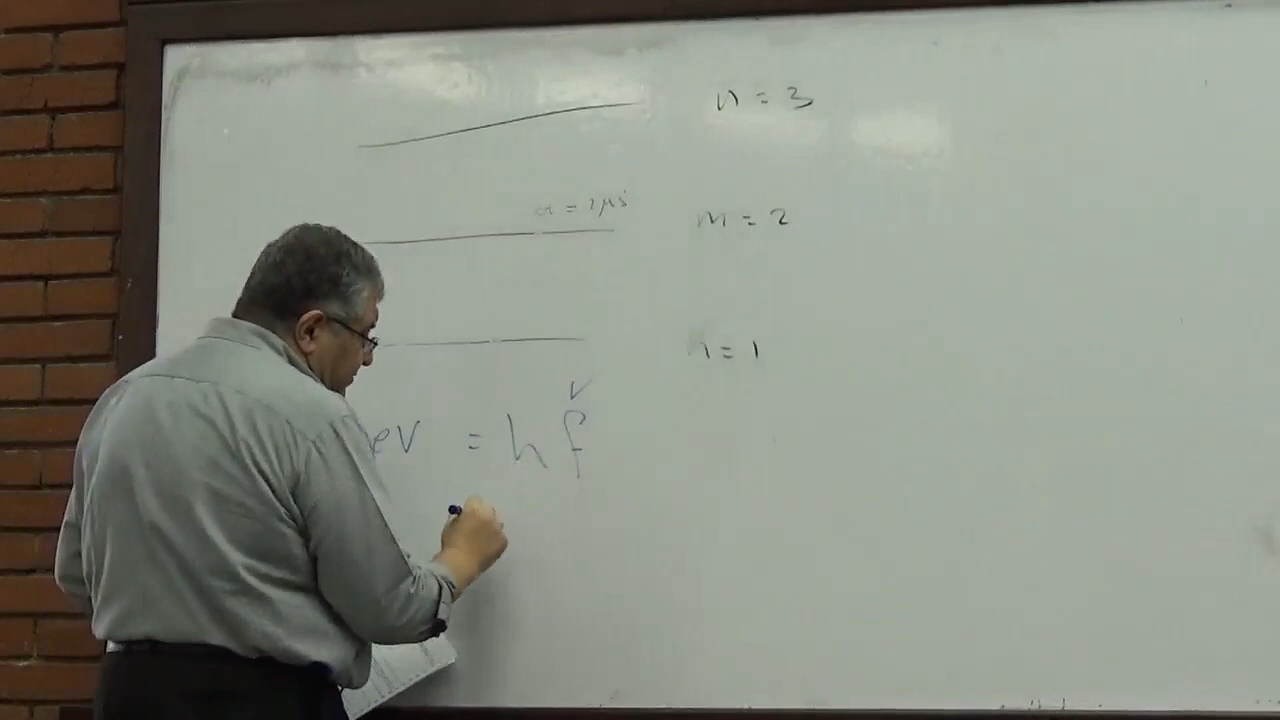 n = 3
n = 2
n = 1
eV = hf